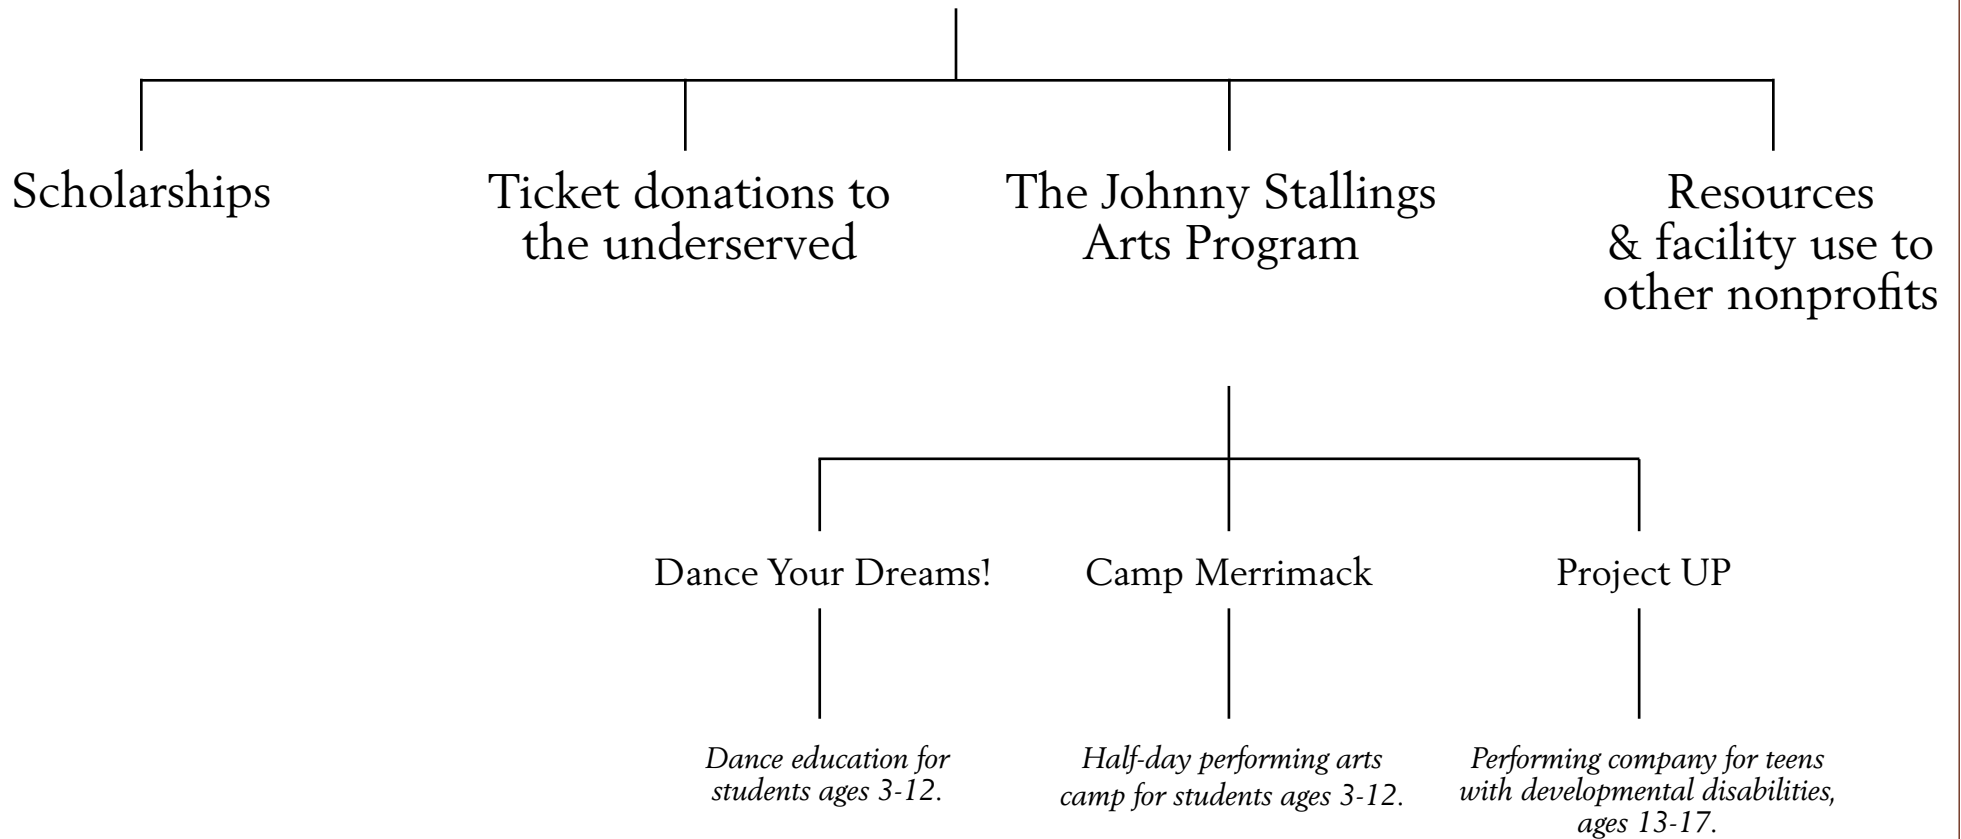 Scholarships
Ticket donations to
the underserved
The Johnny Stallings
Arts Program
Resources
& facility use to
other nonprofits
Dance Your Dreams!
Camp Merrimack
Project UP
Dance education for
students ages 3-12.
Half-day performing arts
camp for students ages 3-12.
Performing company for teens
with developmental disabilities,
ages 13-17.